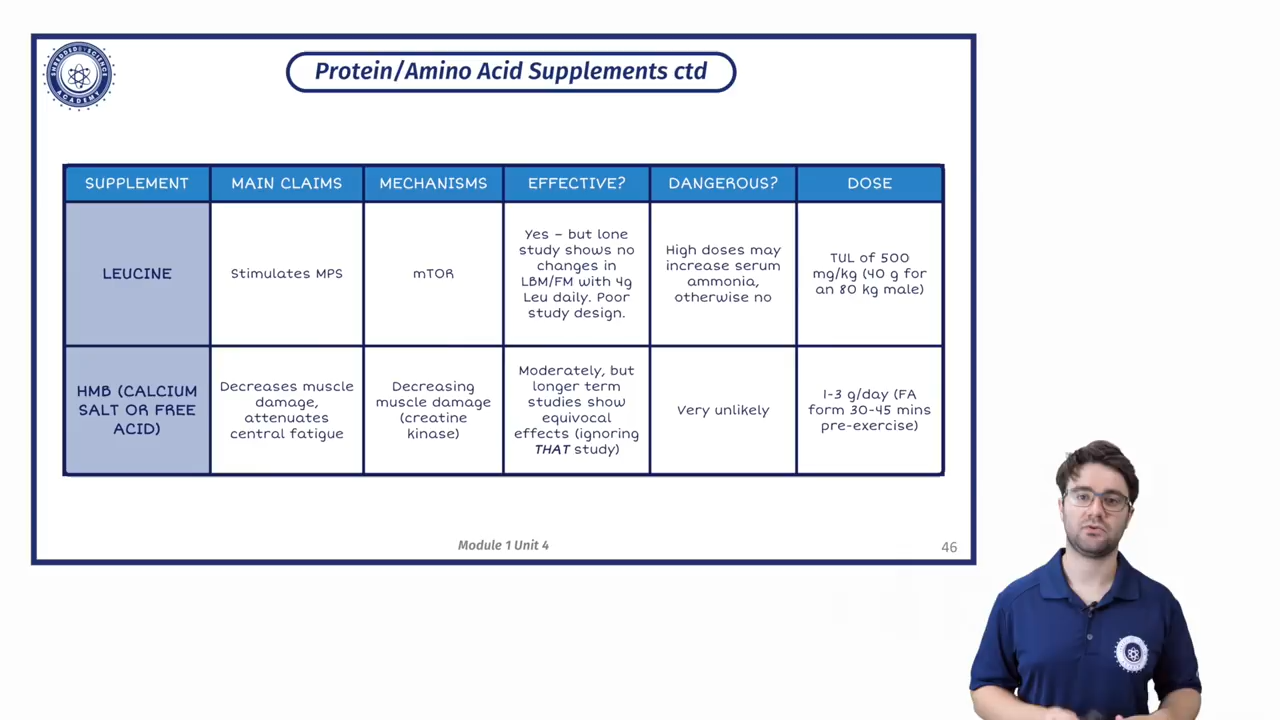 SHREDDED BY SCIENCE
ACADEMY
Protein/Amino Acid Supplements ctd
SUPPLEMENT
MAIN CLAIMS
MECHANISMS
EFFECTIVE?
DANGEROUS?
DOSE
LEUCINE
Stimulates MPS
mTOR
Yes – but lone
study shows no
changes in
LBM/FM with 4g
Leu daily. Poor
study design.
High doses may
increase serum
ammonia,
otherwise no
TUL of 500
mg/kg (40 g for
an 80 kg male)
HMB (CALCIUM
SALT OR FREE
ACID)
Decreases muscle
damage,
attenuates
central fatigue
Decreasing
muscle damage
(creatine
kinase)
Moderately, but
longer term
studies show
equivocal
effects (ignoring
THAT study)
Very unlikely
1-3 g/day (FA
form 30-45 mins
pre-exercise)
Module 1 Unit 4
46